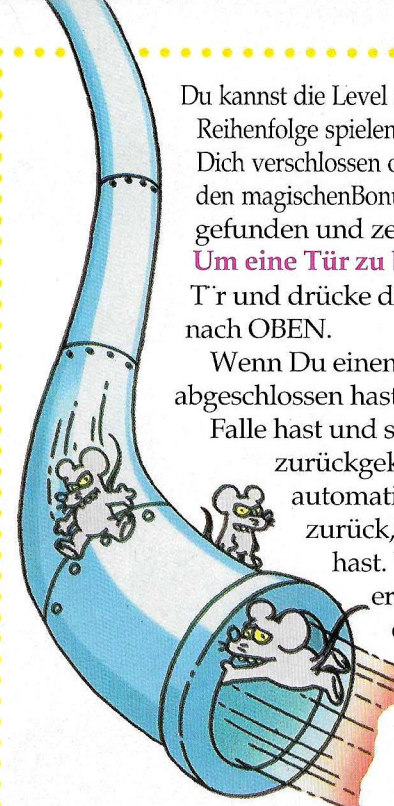 Du kannst die Level
Reihenfolge spielen
Dich verschlossen
den magischenBonu
gefunden und ze
Um eine Tür zu
T¨r und drücke d
nach OBEN.
Wenn Du einen
abgeschlossen hast
Falle hast und s
zurückgek
automati
zurück,
hast.
er